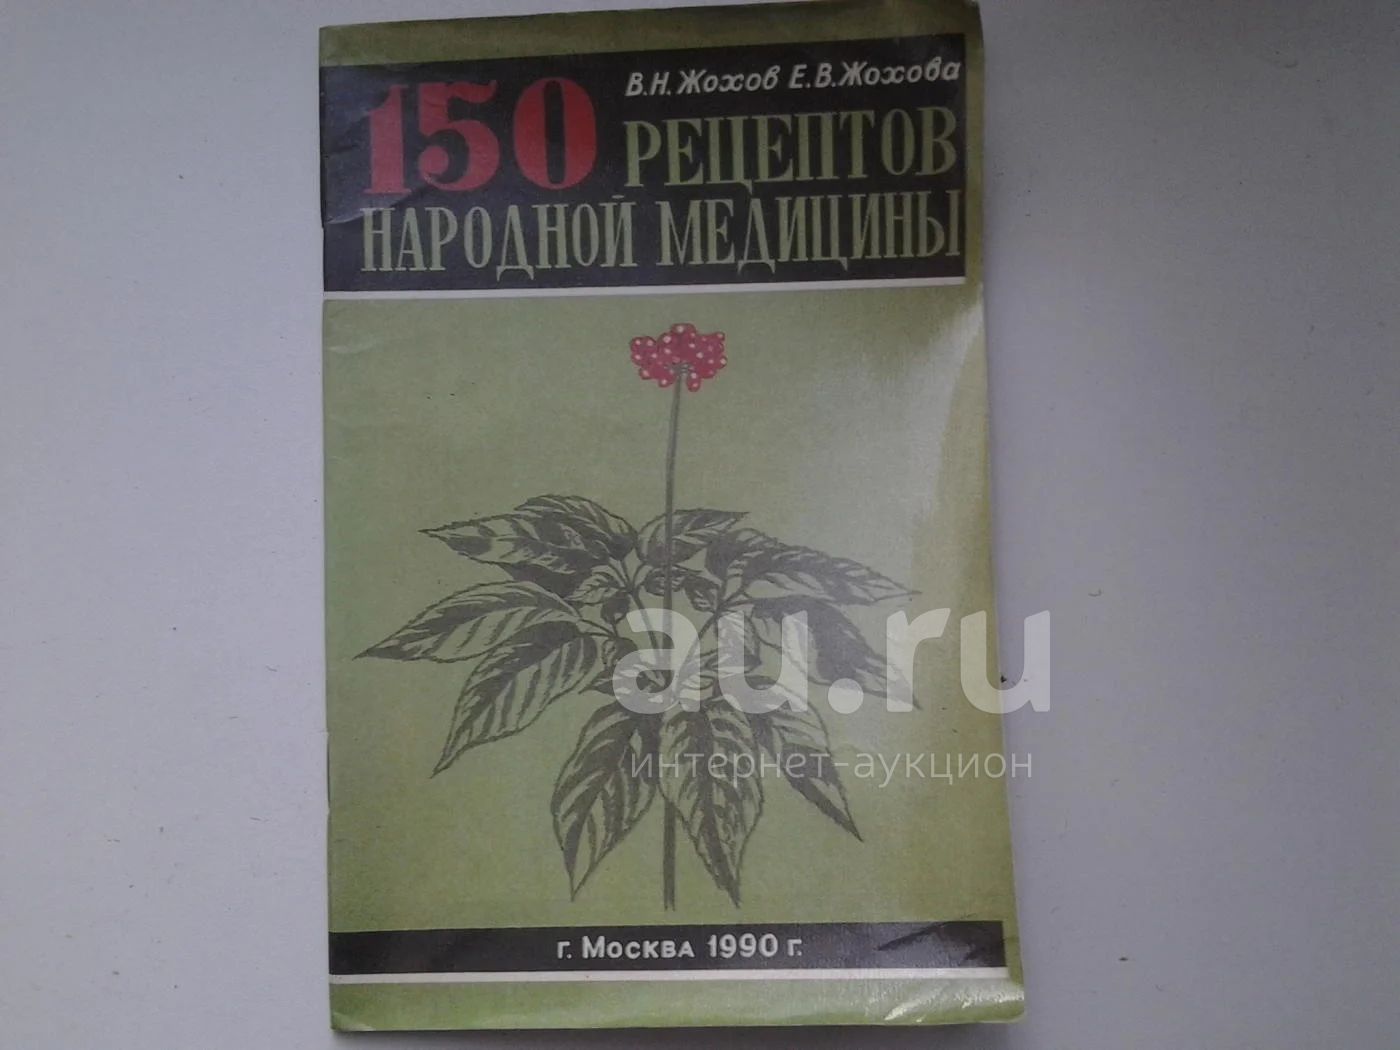 В.Н. Жохов Е.В. Жохова
150 РЕЦЕПТОВ
НАРОДНОЙ МЕДИЦИНЫ
au.ru
интернет-аукцион
г. Москва 1990 г.